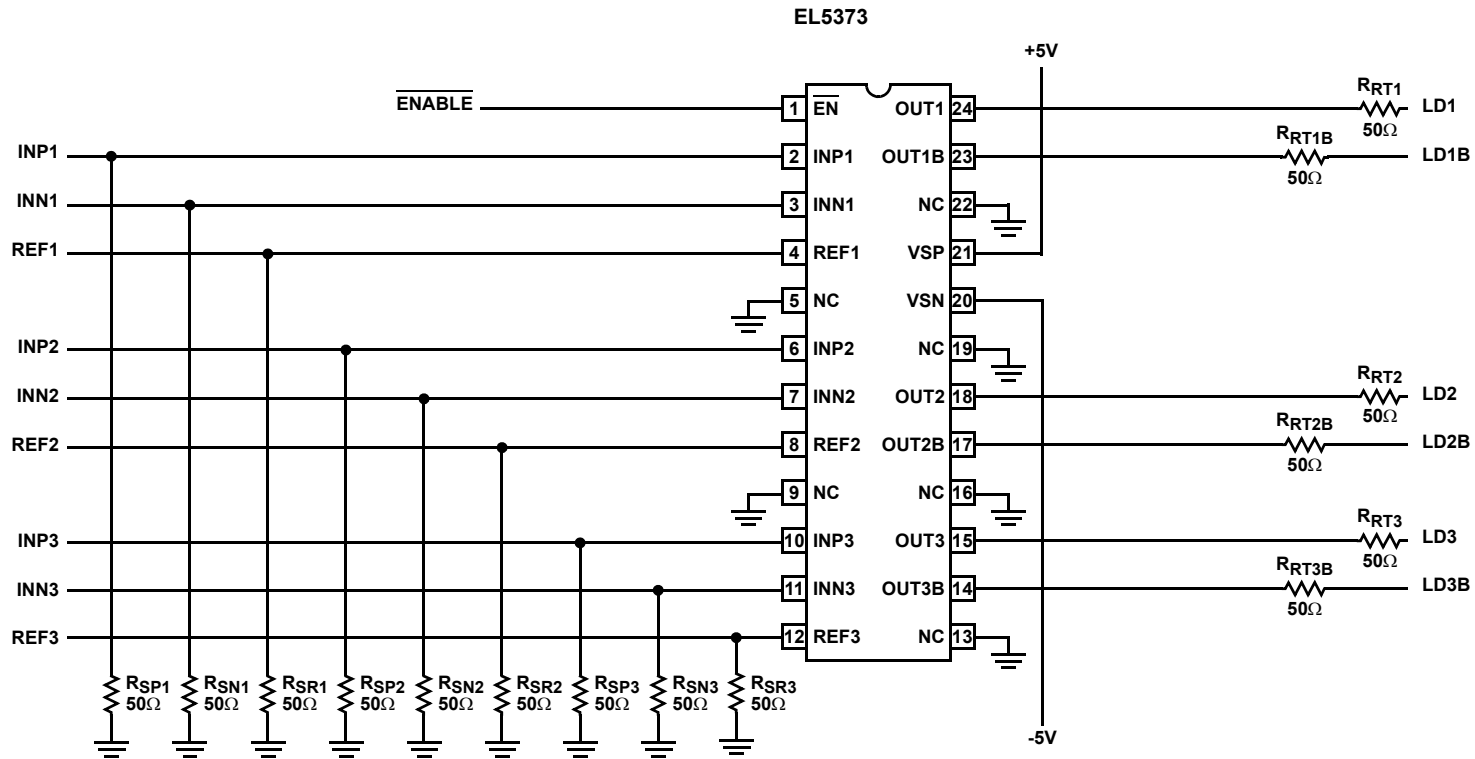 EL5373
+5V
ENABLE
1 EN OUT1 24
RRT1
50Ω
LD1
INP1
2 INP1 OUT1B 23
RRT1B
50Ω
LD1B
INN1
3 INN1 NC 22
REF1
4 REF1 VSP 21
5 NC VSN 20
INP2
6 INP2 NC 19
INN2
7 INN2 OUT2 18
RRT2
50Ω
LD2
REF2
8 REF2 OUT2B 17
RRT2B
50Ω
LD2B
9 NC NC 16
INP3
10 INP3 OUT3 15
RRT3
50Ω
LD3
INN3
11 INN3 OUT3B 14
RRT3B
50Ω
LD3B
REF3
12 REF3 NC 13
RSP1
50Ω
RSN1
50Ω
RSR1
50Ω
RSP2
50Ω
RSN2
50Ω
RSR2
50Ω
RSP3
50Ω
RSN3
50Ω
RSR3
50Ω
-5V